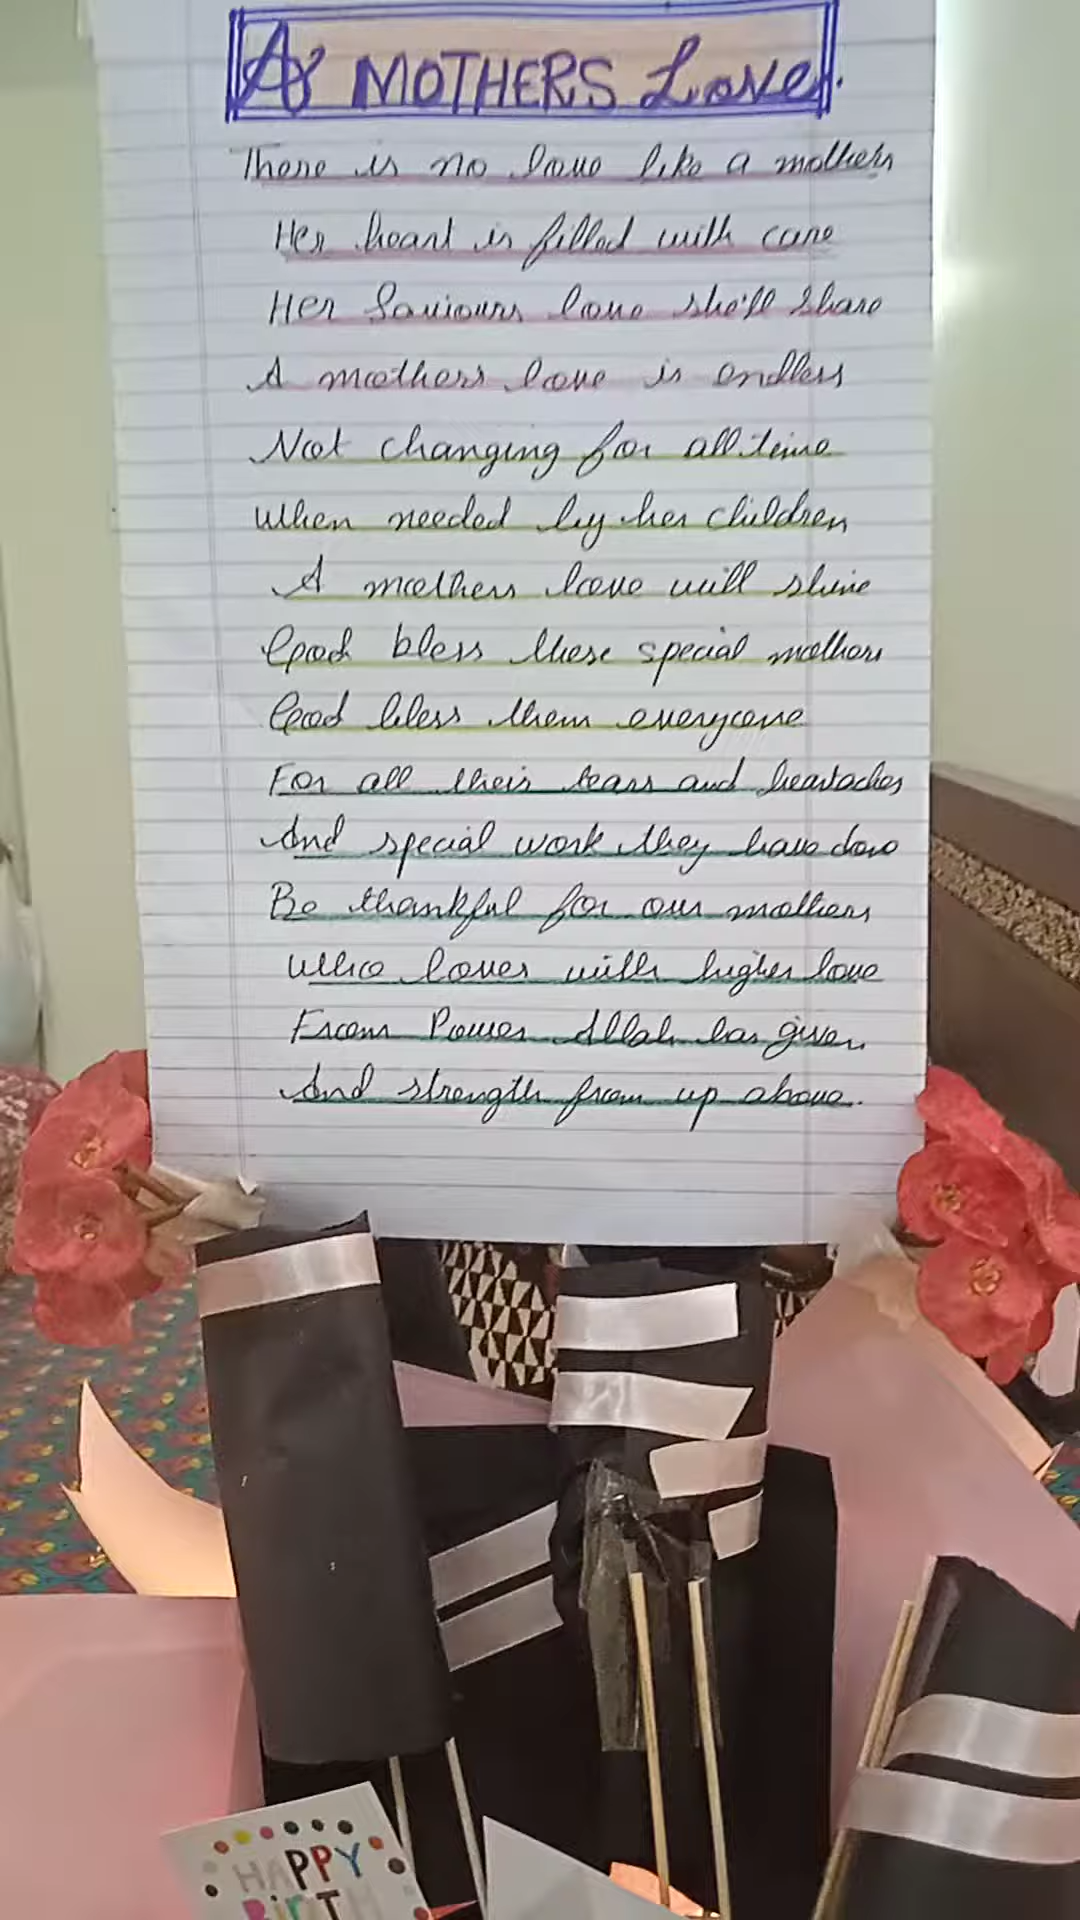 A MOTHERS Love.
There is no love like a mothers
Her heart is filled with care
Her Saviours love she'll share
A mothers love is endless
Not changing for all time
When needed by her children
A mothers love will shine
God bless these special mothers
God bless them everyone
For all their tears and headaches
And special work they have done
Be thankful for our mothers
Who loves with higher love
From Power Allah has given
And strength from up above.
HAPPY
BIRTH